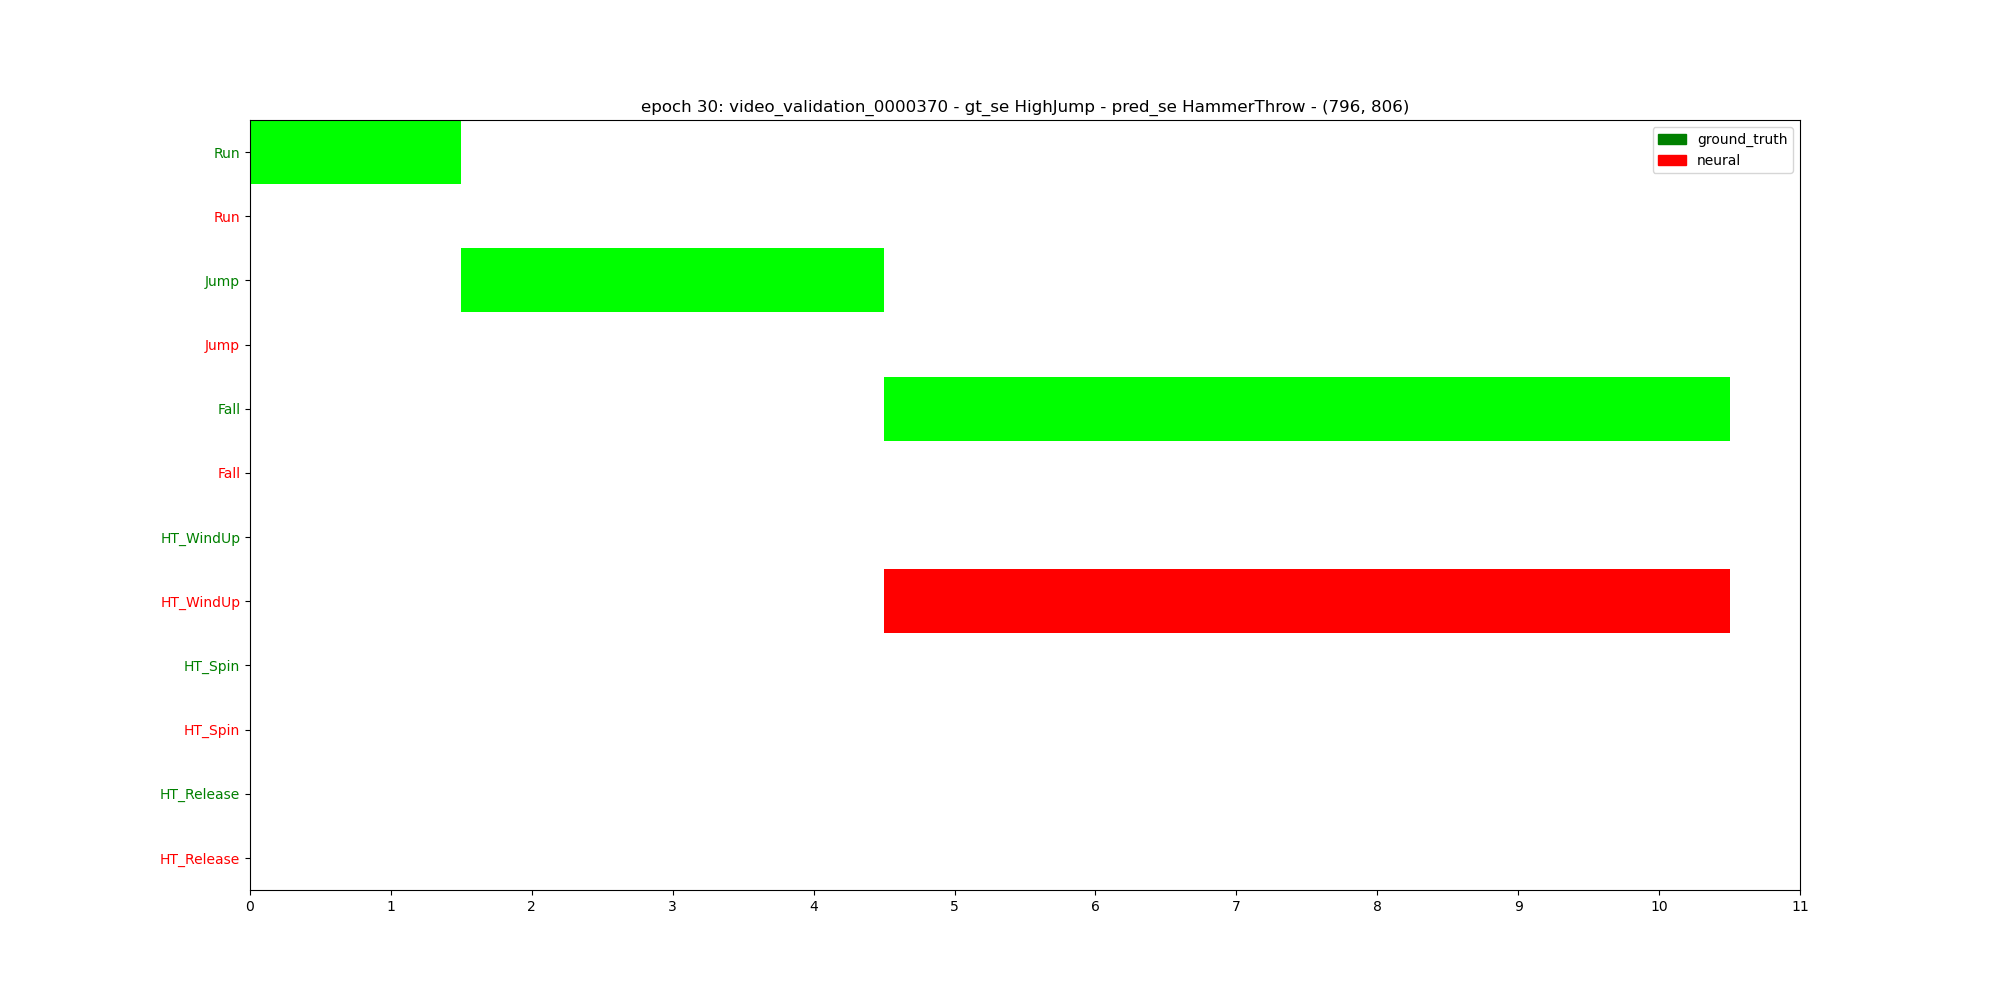 epoch 30: video_validation_0000370 - gt_se HighJump - pred_se HammerThrow - (796, 806)
ground_truth
neural
Run
Run
Jump
Jump
Fall
Fall
HT_WindUp
HT_WindUp
HT_Spin
HT_Spin
HT_Release
HT_Release
0 1 2 3 4 5 6 7 8 9 10 11